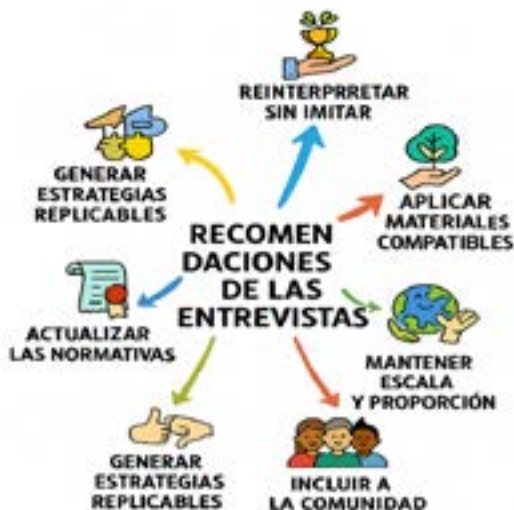 REINTERPRRETAR
SIN IMITAR
GENERAR
ESTRATEGIAS
REPLICABLES
APLICAR
MATERIALES
COMPATIBLES
RECOMEN
DACIONES
DE LAS
ENTREVISTAS
ACTUALIZAR
LAS NORMATIVAS
MANTENER
ESCALA
Y PROPORCIÓN
GENERAR
ESTRATEGIAS
REPLICABLES
INCLUIR A
LA COMUNIDAD